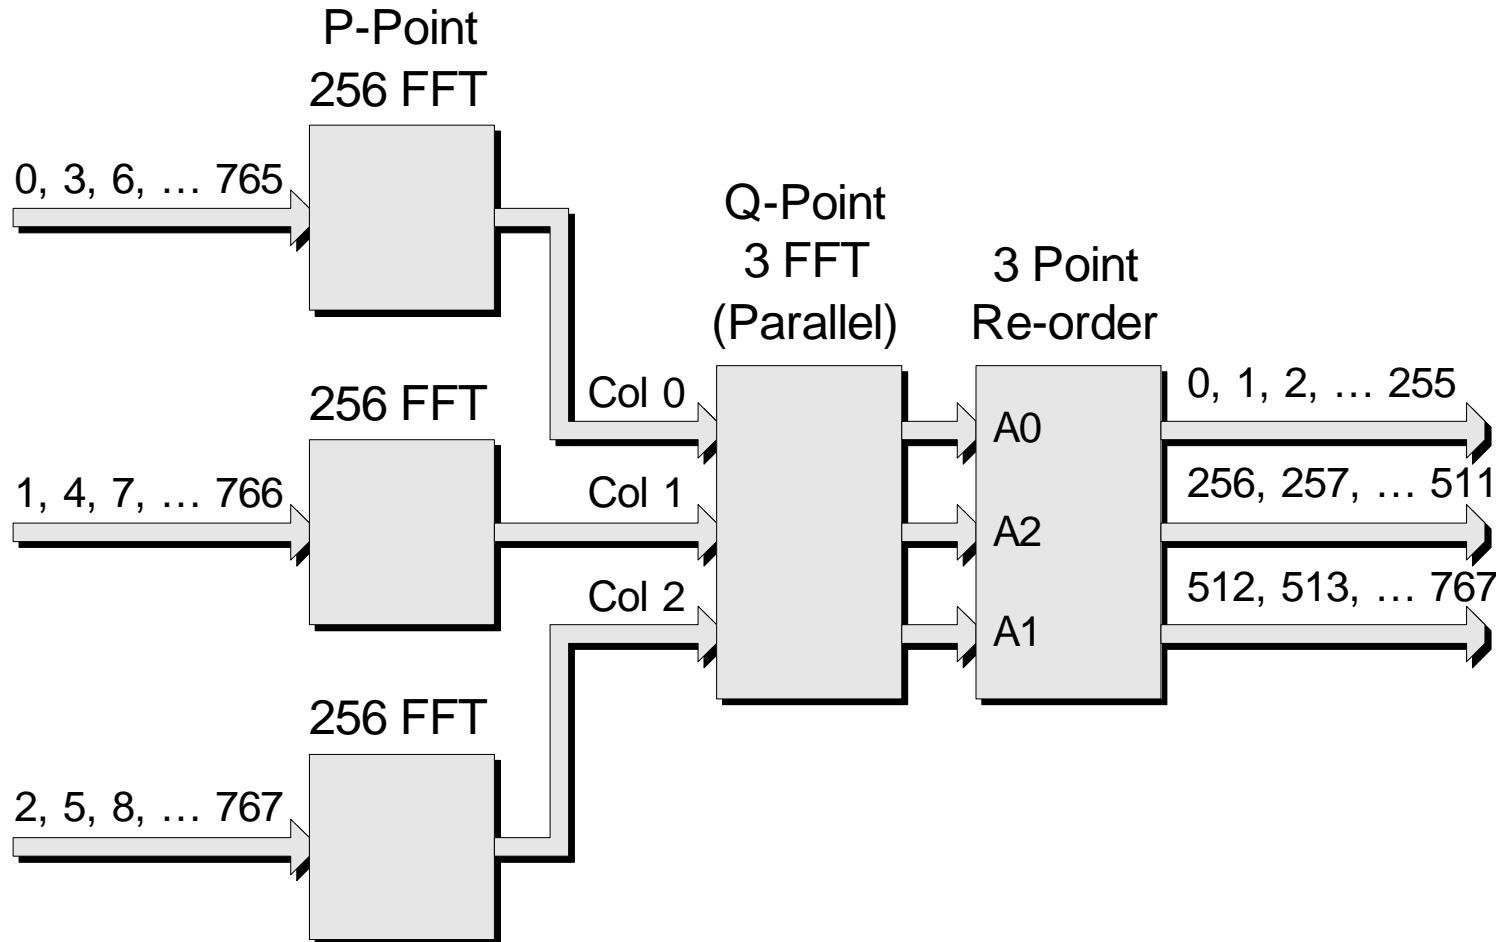 P-Point
256 FFT
0, 3, 6, … 765
Q-Point
3 FFT
(Parallel)
3 Point
Re-order
256 FFT
Col 0
A0
0, 1, 2, … 255
1, 4, 7, … 766
Col 1
A2
256, 257, … 511
Col 2
A1
512, 513, … 767
256 FFT
2, 5, 8, … 767